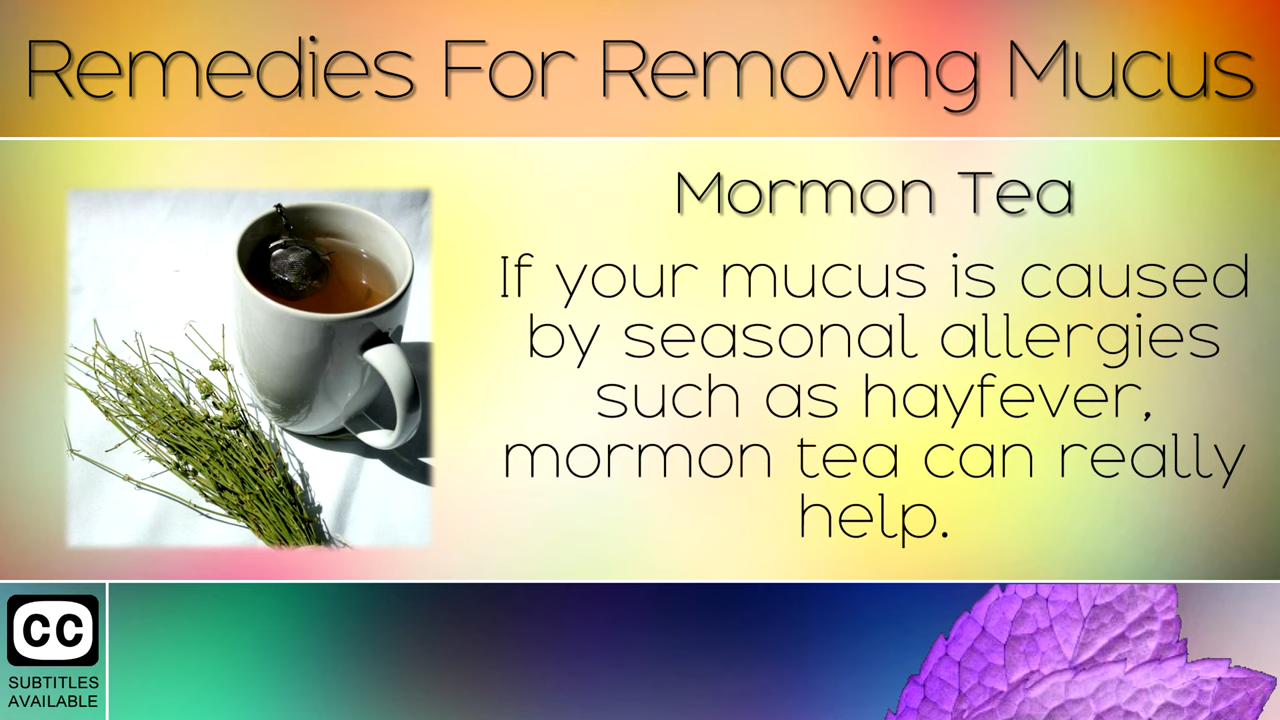 Remedies For Removing Mucus
Mormon Tea
If your mucus is caused
by seasonal allergies
such as hayfever,
mormon tea can really
help.
CC
SUBTITLES
AVAILABLE